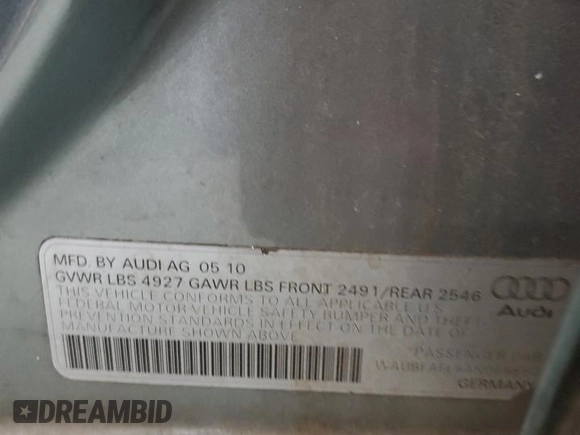 MFD. BY AUDI AG 05 10
GVWR LBS 4927 GAWR LBS FRONT 2491/REAR 2546
THIS VEHICLE CONFORMS TO ALL APPLICABLE U.S.
FEDERAL MOTOR VEHICLE SAFETY BUMPER AND THEFT
PREVENTION STANDARDS IN EFFECT ON THE DATE OF
MANUFACTURE SHOWN ABOVE
Audi
PASSENGER CAR
GERMANY
DREAMBID